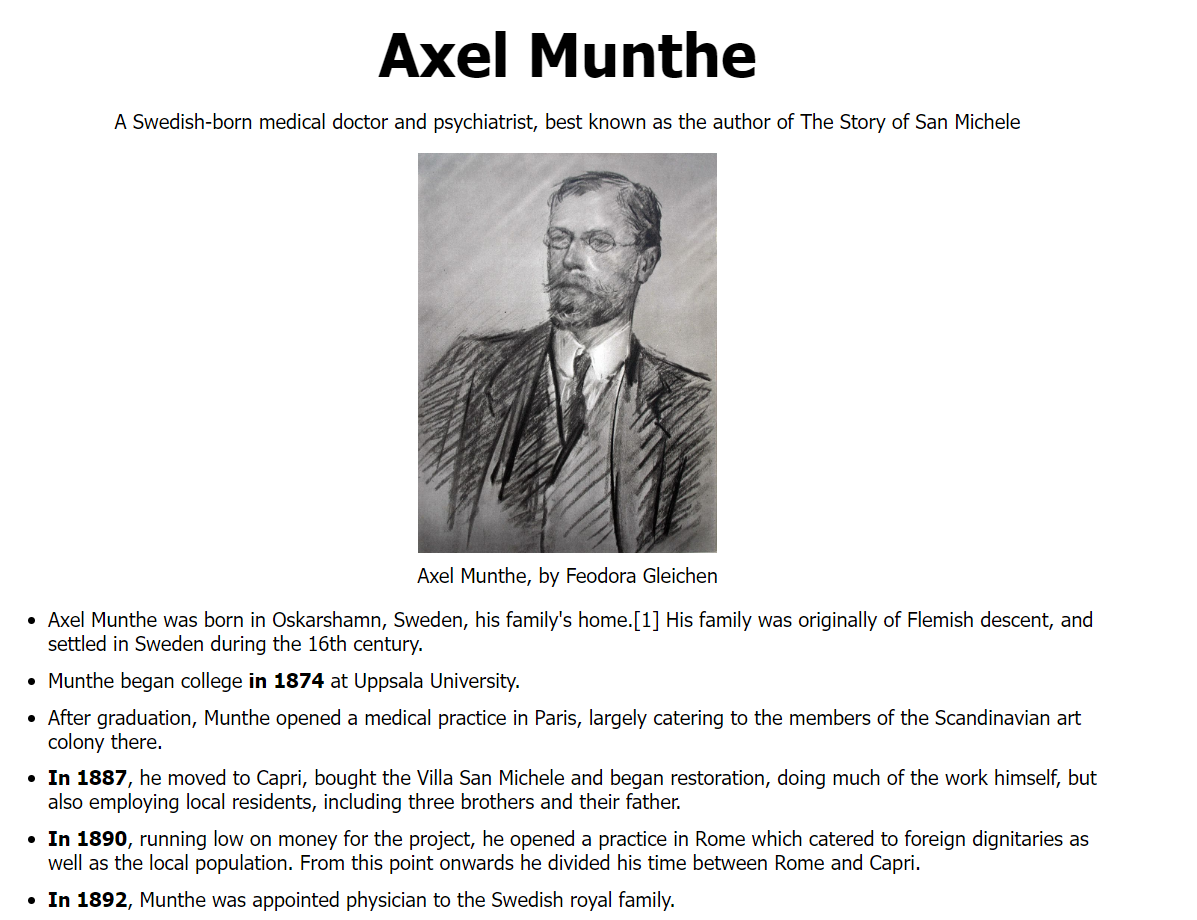 Axel Munthe
A Swedish-born medical doctor and psychiatrist, best known as the author of The Story of San Michele
Axel Munthe, by Feodora Gleichen
• Axel Munthe was born in Oskarshamn, Sweden, his family's home.[1] His family was originally of Flemish descent, and
settled in Sweden during the 16th century.
• Munthe began college in 1874 at Uppsala University.
• After graduation, Munthe opened a medical practice in Paris, largely catering to the members of the Scandinavian art
colony there.
• In 1887, he moved to Capri, bought the Villa San Michele and began restoration, doing much of the work himself, but
also employing local residents, including three brothers and their father.
• In 1890, running low on money for the project, he opened a practice in Rome which catered to foreign dignitaries as
well as the local population. From this point onwards he divided his time between Rome and Capri.
• In 1892, Munthe was appointed physician to the Swedish royal family.